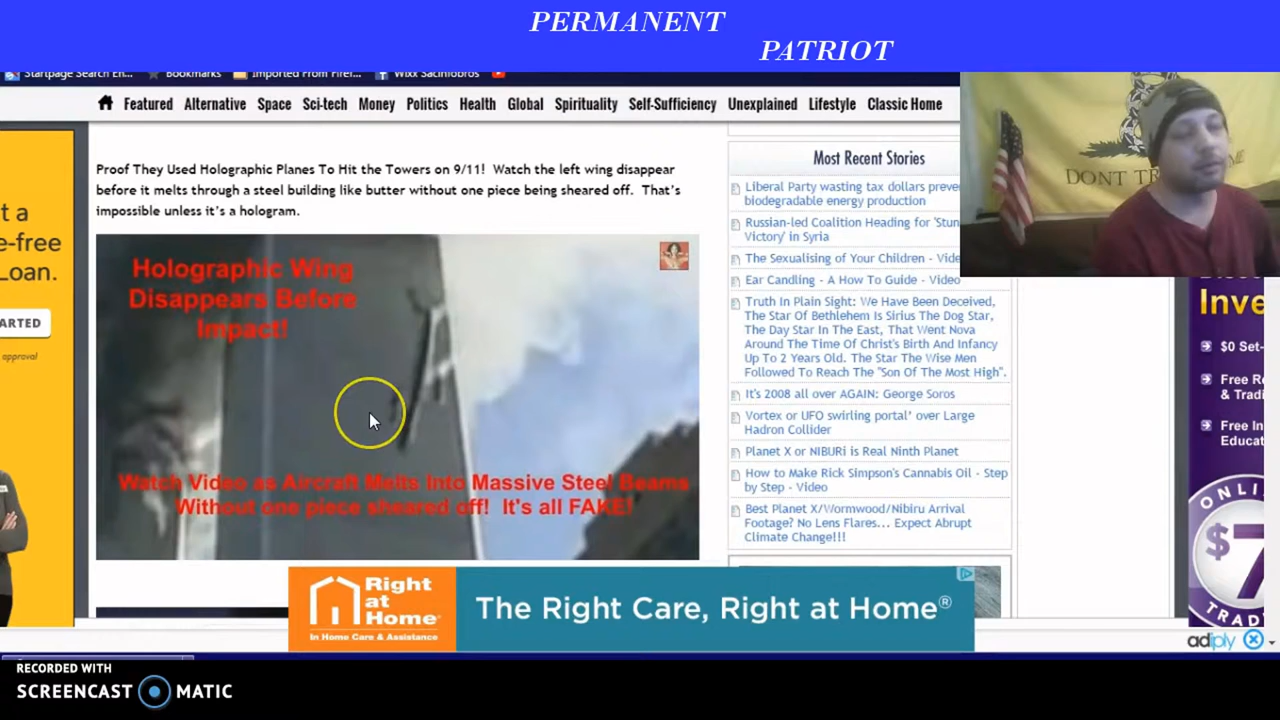 PERMANENT
PATRIOT
Startpage Search En...
Bookmarks
Imported From Firef...
Wixx Sacinfobros
Featured
Alternative
Space
Sci-tech
Money
Politics
Health
Global
Spirituality
Self-Sufficiency
Unexplained
Lifestyle
Classic Home
DONT TR
ME
t a
e-free
Loan.
ARTED
approval
Proof They Used Holographic Planes To Hit the Towers on 9/11! Watch the left wing disappear
before it melts through a steel building like butter without one piece being sheared off. That's
impossible unless it's a hologram.
Holographic Wing
Disappears Before
Impact!
Watch Video as Aircraft Melts Into Massive Steel Beams
Without one piece sheared off! It's all FAKE!
Most Recent Stories
Liberal Party wasting tax dollars preve
biodegradable energy production
Russian-led Coalition Heading for 'Stun
Victory' in Syria
The Sexualising of Your Children - Vide
Ear Candling - A How To Guide - Video
Truth In Plain Sight: We Have Been Deceived,
The Star Of Bethlehem Is Sirius The Dog Star,
The Day Star In The East, That Went Nova
Around The Time Of Christ's Birth And Infancy
Up To 2 Years Old. The Star The Wise Men
Followed To Reach The "Son Of The Most High".
It's 2008 all over AGAIN: George Soros
Vortex or UFO swirling portal' over Large
Hadron Collider
Planet X or NIBURi is Real Ninth Planet
How to Make Rick Simpson's Cannabis Oil - Step
by Step - Video
Best Planet X/Wormwood/Nibiru Arrival
Footage? No Lens Flares... Expect Abrupt
Climate Change!!!
Inve
$0 Set-
Free R
& Tradi
Free In
Educat
ONLI
$7
TRAD
Right
at
Home
In Home Care & Assistance
The Right Care, Right at Home®
adiply
RECORDED WITH
SCREENCAST MATIC